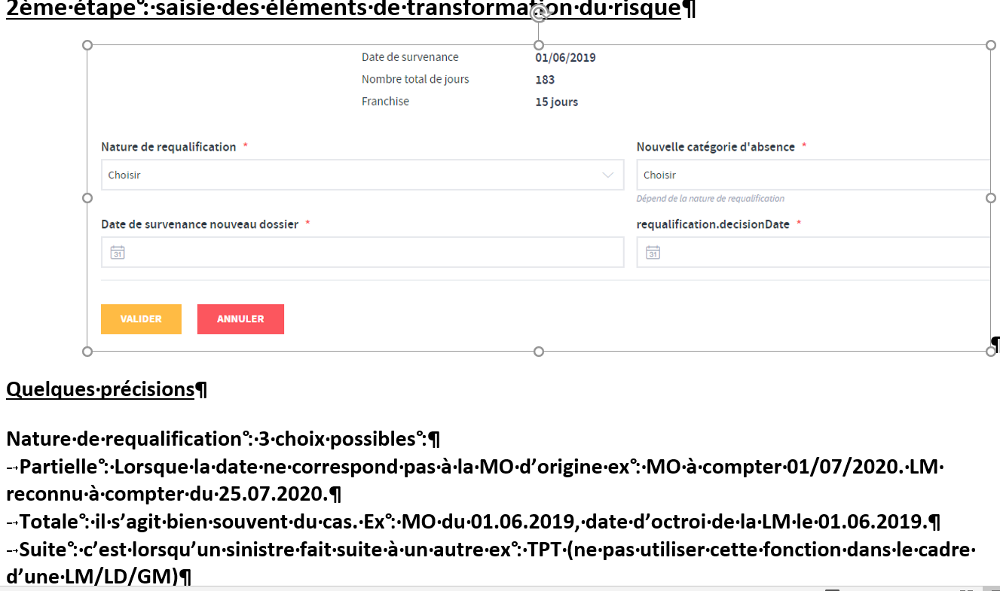 2ème étape : saisie des éléments de transformation du risque¶
Date de survenance 01/06/2019
Nombre total de jours 183
Franchise 15 jours
Nature de requalification * Nouvelle catégorie d'absence *
Choisir Choisir
Dépend de la nature de requalification
Date de survenance nouveau dossier * requalification.decisionDate *
31 31
VALIDER ANNULER
¶
Quelques·précisions¶
Nature·de·requalification°:·3·choix·possibles°:¶
-→Partielle°:·Lorsque·la·date·ne·correspond·pas·à·la·MO·d’origine·ex°:·MO·à·compter·01/07/2020.·LM·
reconnu·à·compter·du·25.07.2020.¶
-→Totale°:·il·s’agit·bien·souvent·du·cas.·Ex°:·MO·du·01.06.2019,·date·d’octroi·de·la·LM·le·01.06.2019.¶
-→Suite°:·c’est·lorsqu’un·sinistre·fait·suite·à·un·autre·ex°:·TPT·(ne·pas·utiliser·cette·fonction·dans·le·cadre·
d’une·LM/LD/GM)¶